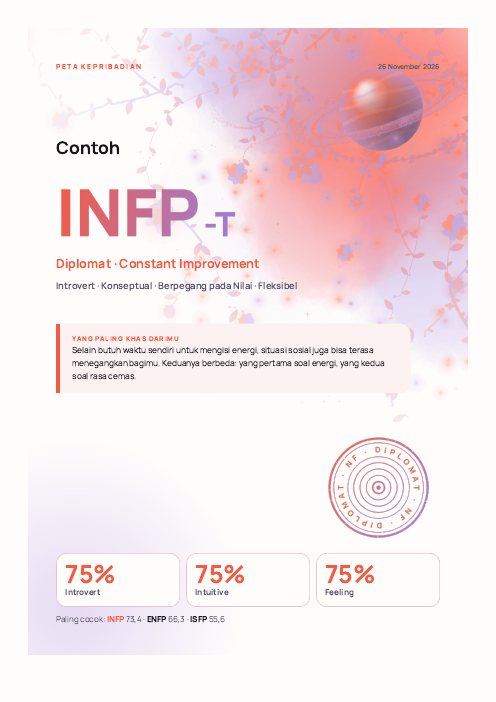 PETA KEPRIBADIAN
26 November 2026
Contoh
INFP -T
Diplomat · Constant Improvement
Introvert · Konseptual · Berpegang pada Nilai · Fleksibel
YANG PALING KHAS DARIMU
Selain butuh waktu sendiri untuk mengisi energi, situasi sosial juga bisa terasa
menegangkan bagimu. Keduanya berbeda: yang pertama soal energi, yang kedua
soal rasa cemas.
NF · DIPLOMAT · NF · DIPLOMAT ·
75%
Introvert
75%
Intuitive
75%
Feeling
Paling cocok: INFP 73,4 · ENFP 66,3 · ISFP 55,6